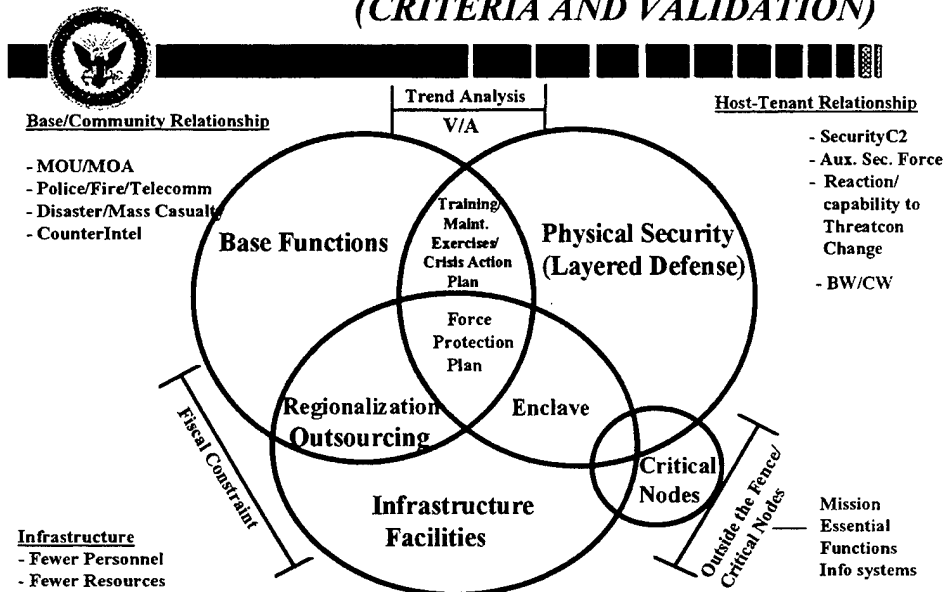 (CRITERIA AND VALIDATION)
Trend Analysis
V/A
Base/Community Relationship
- MOU/MOA
- Police/Fire/Telecomm
- Disaster/Mass Casualty
- CounterIntel
Host-Tenant Relationship
- SecurityC2
- Aux. Sec. Force
- Reaction/
capability to
Threatcon
Change
- BW/CW
Base Functions
Training/
Maint.
Exercises/
Crisis Action
Plan
Physical Security
(Layered Defense)
Force
Protection
Plan
Regionalization
Outsourcing
Enclave
Critical
Nodes
Infrastructure
Facilities
Fiscal Constraint
Outside the Fence/
Critical Nodes
Infrastructure
- Fewer Personnel
- Fewer Resources
Mission
Essential
Functions
Info systems